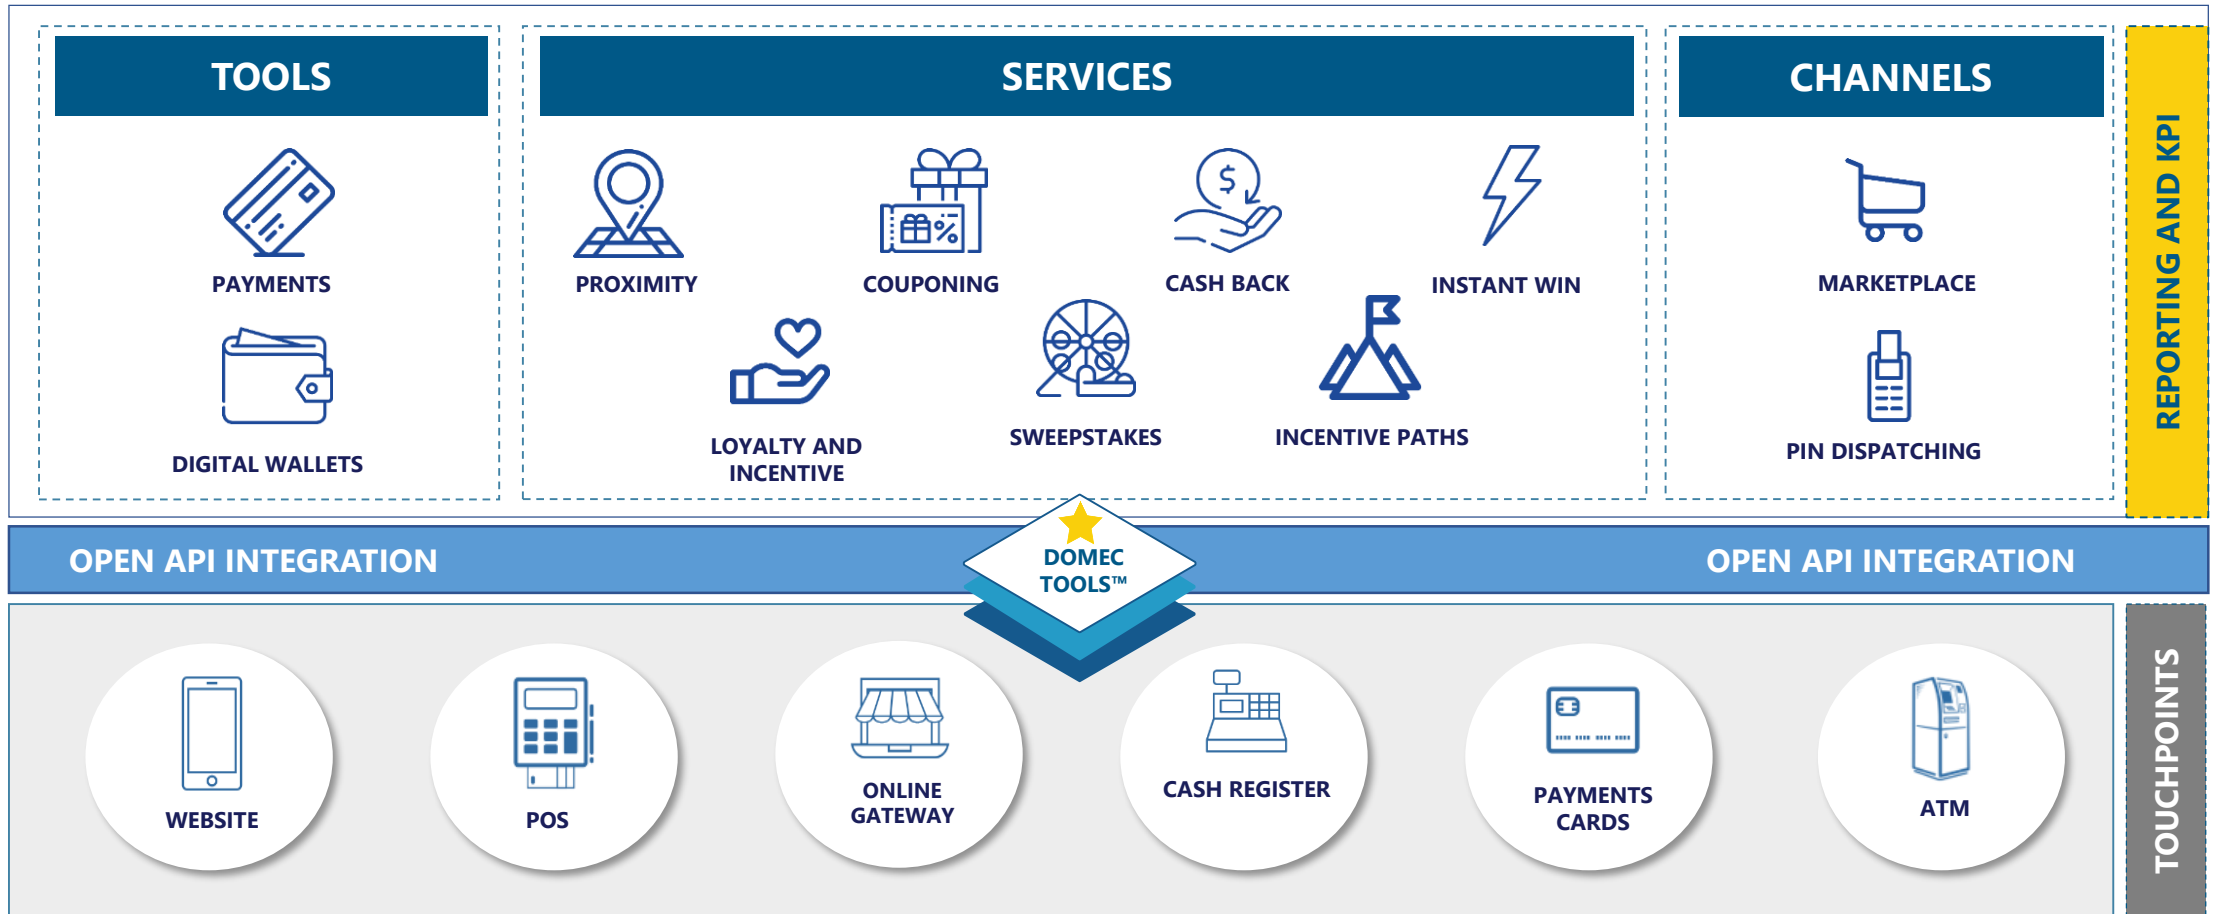 TOOLS
SERVICES
CHANNELS
PAYMENTS
DIGITAL WALLETS
PROXIMITY
COUPONING
CASH BACK
INSTANT WIN
LOYALTY AND
INCENTIVE
SWEEPSTAKES
INCENTIVE PATHS
MARKETPLACE
PIN DISPATCHING
REPORTING AND KPI
OPEN API INTEGRATION
DOMEC
TOOLS™
OPEN API INTEGRATION
WEBSITE
POS
ONLINE
GATEWAY
CASH REGISTER
PAYMENTS
CARDS
ATM
TOUCHPOINTS